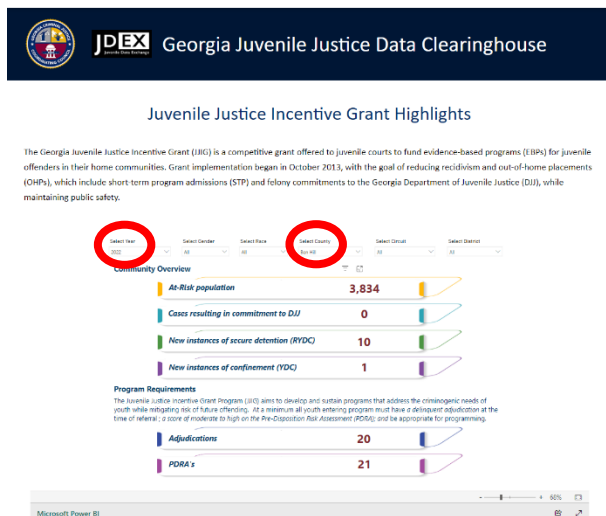 JDEX
Georgia Juvenile Justice Data Clearinghouse
Juvenile Justice Incentive Grant Highlights
The Georgia Juvenile Justice Incentive Grant (JJIG) is a competitive grant offered to juvenile courts to fund evidence-based programs (EBPs) for juvenile
offenders in their home communities. Grant implementation began in October 2013, with the goal of reducing recidivism and out-of-home placements
(OHPs), which include short-term program admissions (STP) and felony commitments to the Georgia Department of Juvenile Justice (DJJ), while
maintaining public safety.
Select Year Select Gender Select Race Select County Select Circuit Select District
2022 All All Ben Hill All All
Community Overview
At-Risk population 3,834
Cases resulting in commitment to DJJ 0
New instances of secure detention (RYDC) 10
New instances of confinement (YDC) 1
Program Requirements
The Juvenile Justice Incentive Grant Program (JJIG) aims to develop and sustain programs that address the criminogenic needs of
youth while mitigating risk of future offending. At a minimum all youth entering program must have a delinquent adjudication at the
time of referral ; a score of moderate to high on the Pre-Disposition Risk Assessment (PDRA); and be appropriate for programming.
Adjudications 20
PDRA's 21
- + 66%
Microsoft Power BI